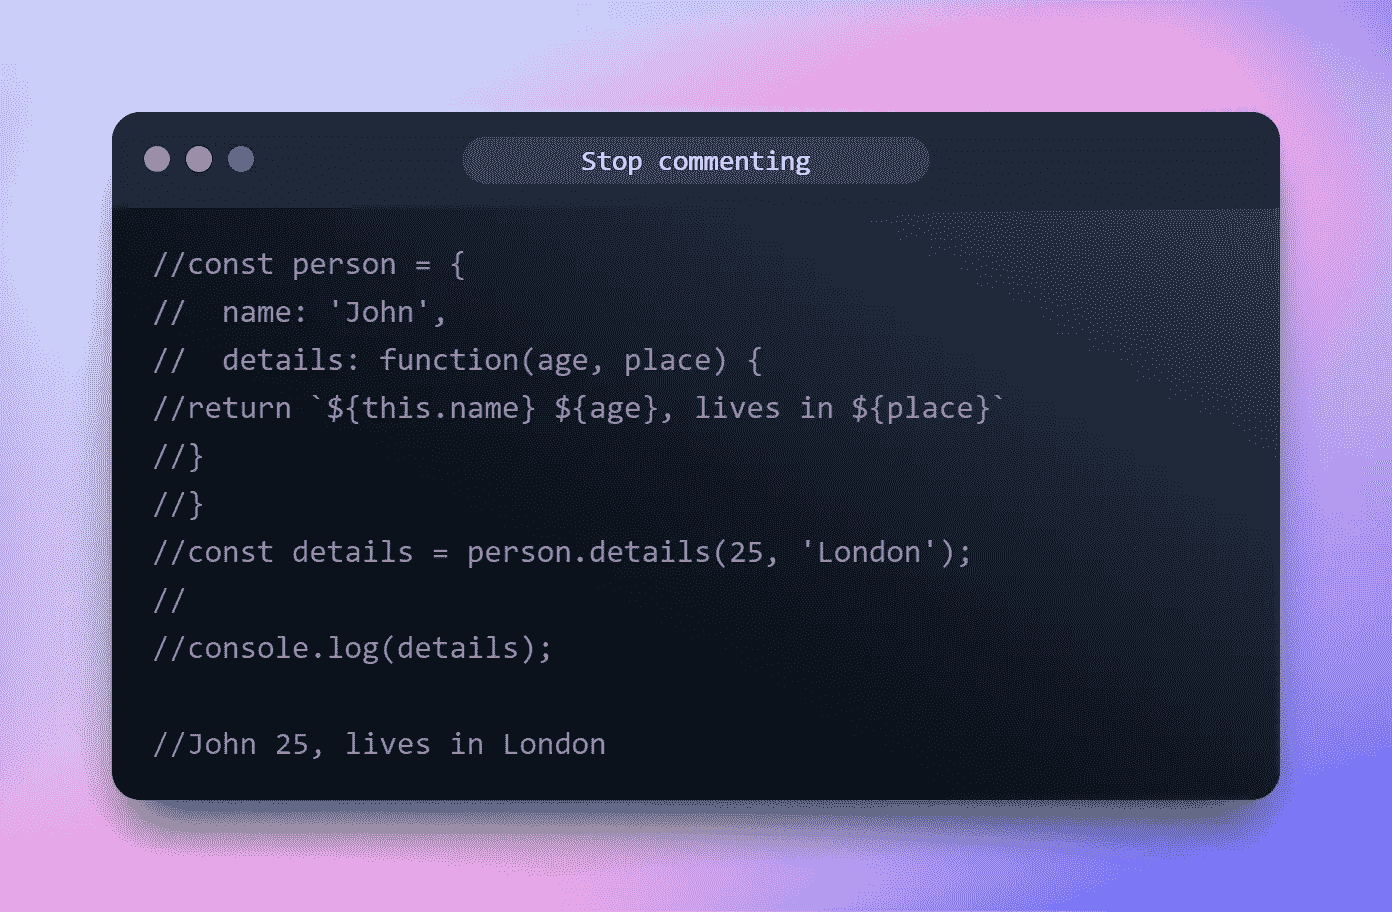 Stop commenting
//const person = {
//  name: 'John',
//  details: function(age, place) {
//return `${this.name} ${age}, lives in ${place}`
//}
//}
//const details = person.details(25, 'London');
//
//console.log(details);
//John 25, lives in London